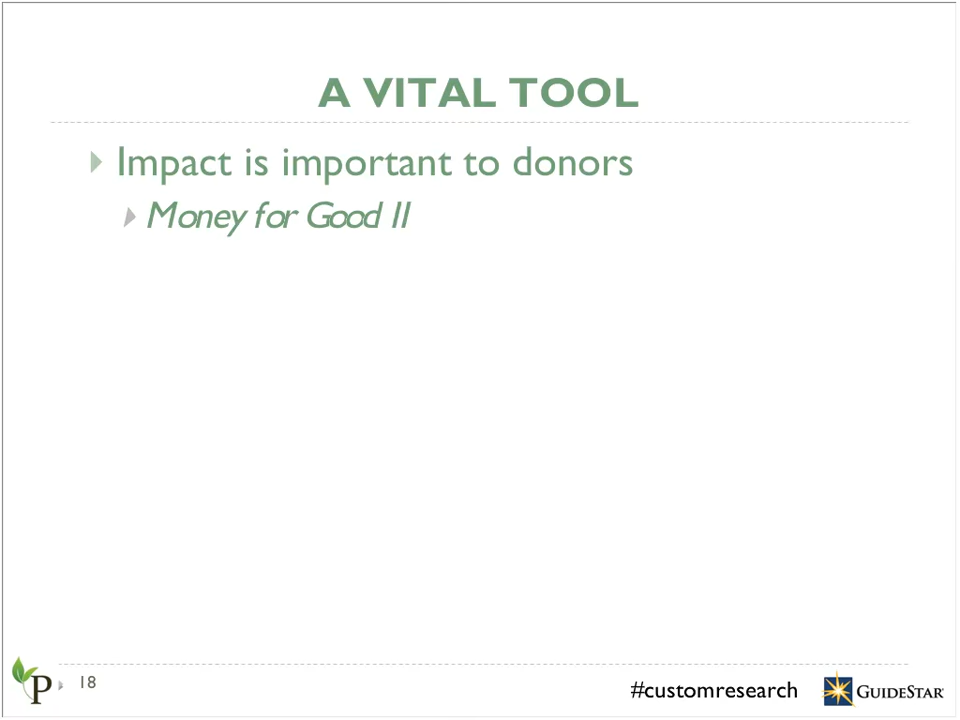 A VITAL TOOL
Impact is important to donors
Money for Good II
P
18
#customresearch
GUIDESTAR